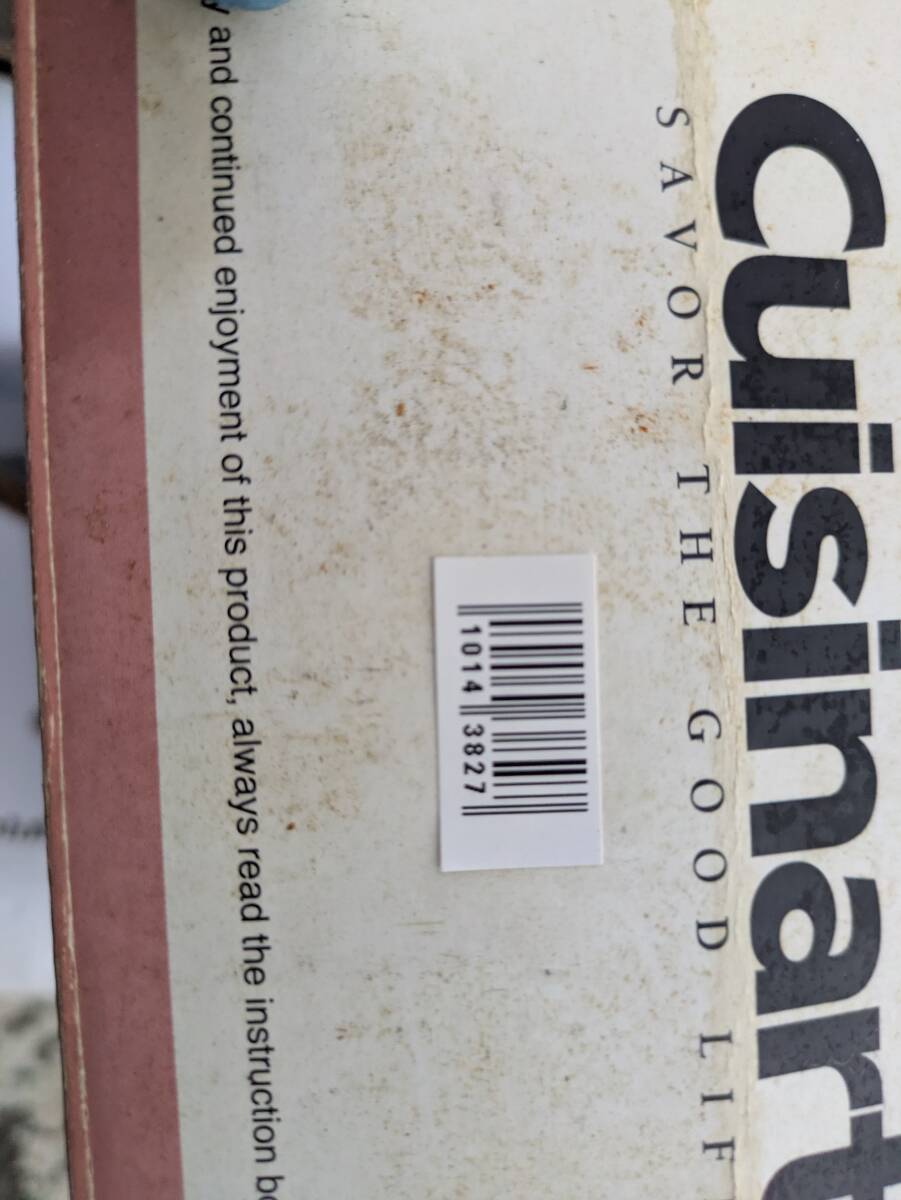 Cuisinart
SAVOR THE GOOD LIF
1014 3827
and continued enjoyment of this product, always read the instruction